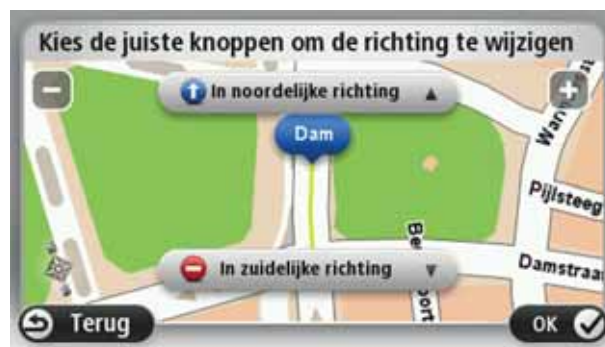 Kies de juiste knoppen om de richting te wijzigen
In noordelijke richting
Dam
Pijlsteeg
In zuidelijke richting
Terug
OK